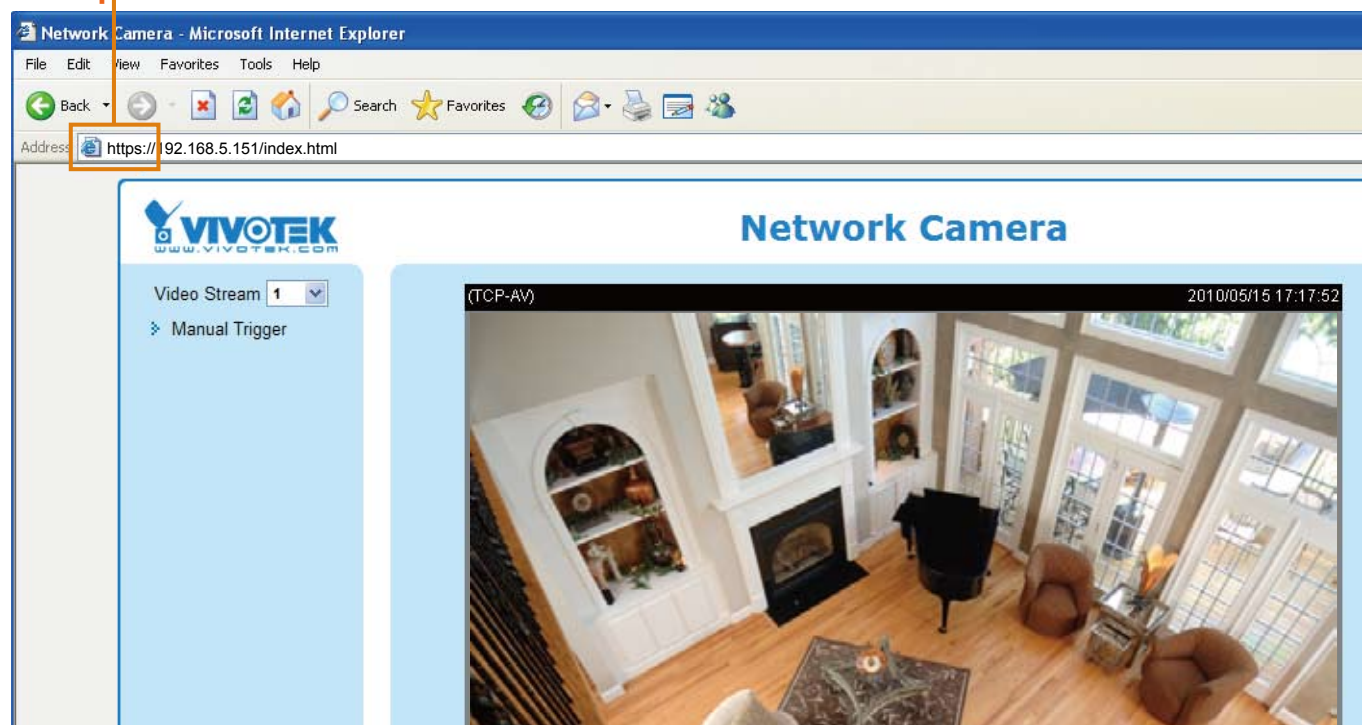 Network Camera - Microsoft Internet Explorer
File Edit View Favorites Tools Help
Back Search Favorites
Address https://192.168.5.151/index.html
VIVOTEK
www.vivotek.com
Network Camera
Video Stream 1
Manual Trigger
(TCP-AV) 2010/05/15 17:17:52